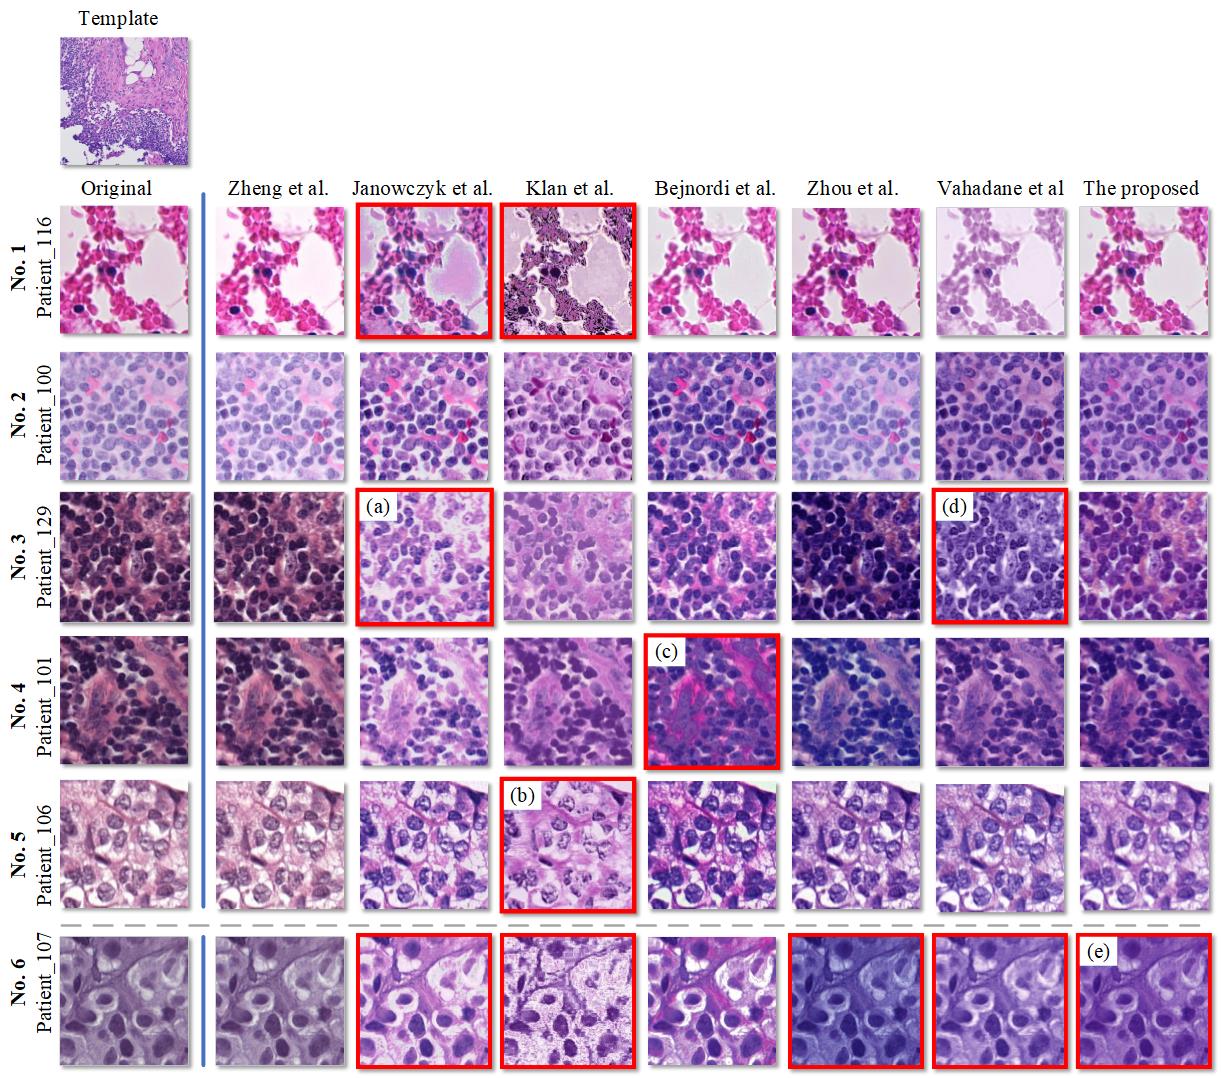 Template
Original
Zheng et al.
Janowczyk et al.
Klan et al.
Bejnordi et al.
Zhou et al.
Vahadane et al
The proposed
No. 1
Patient_116
No. 2
Patient_100
No. 3
Patient_129
(a)
(d)
No. 4
Patient_101
(c)
No. 5
Patient_106
(b)
No. 6
Patient_107
(e)